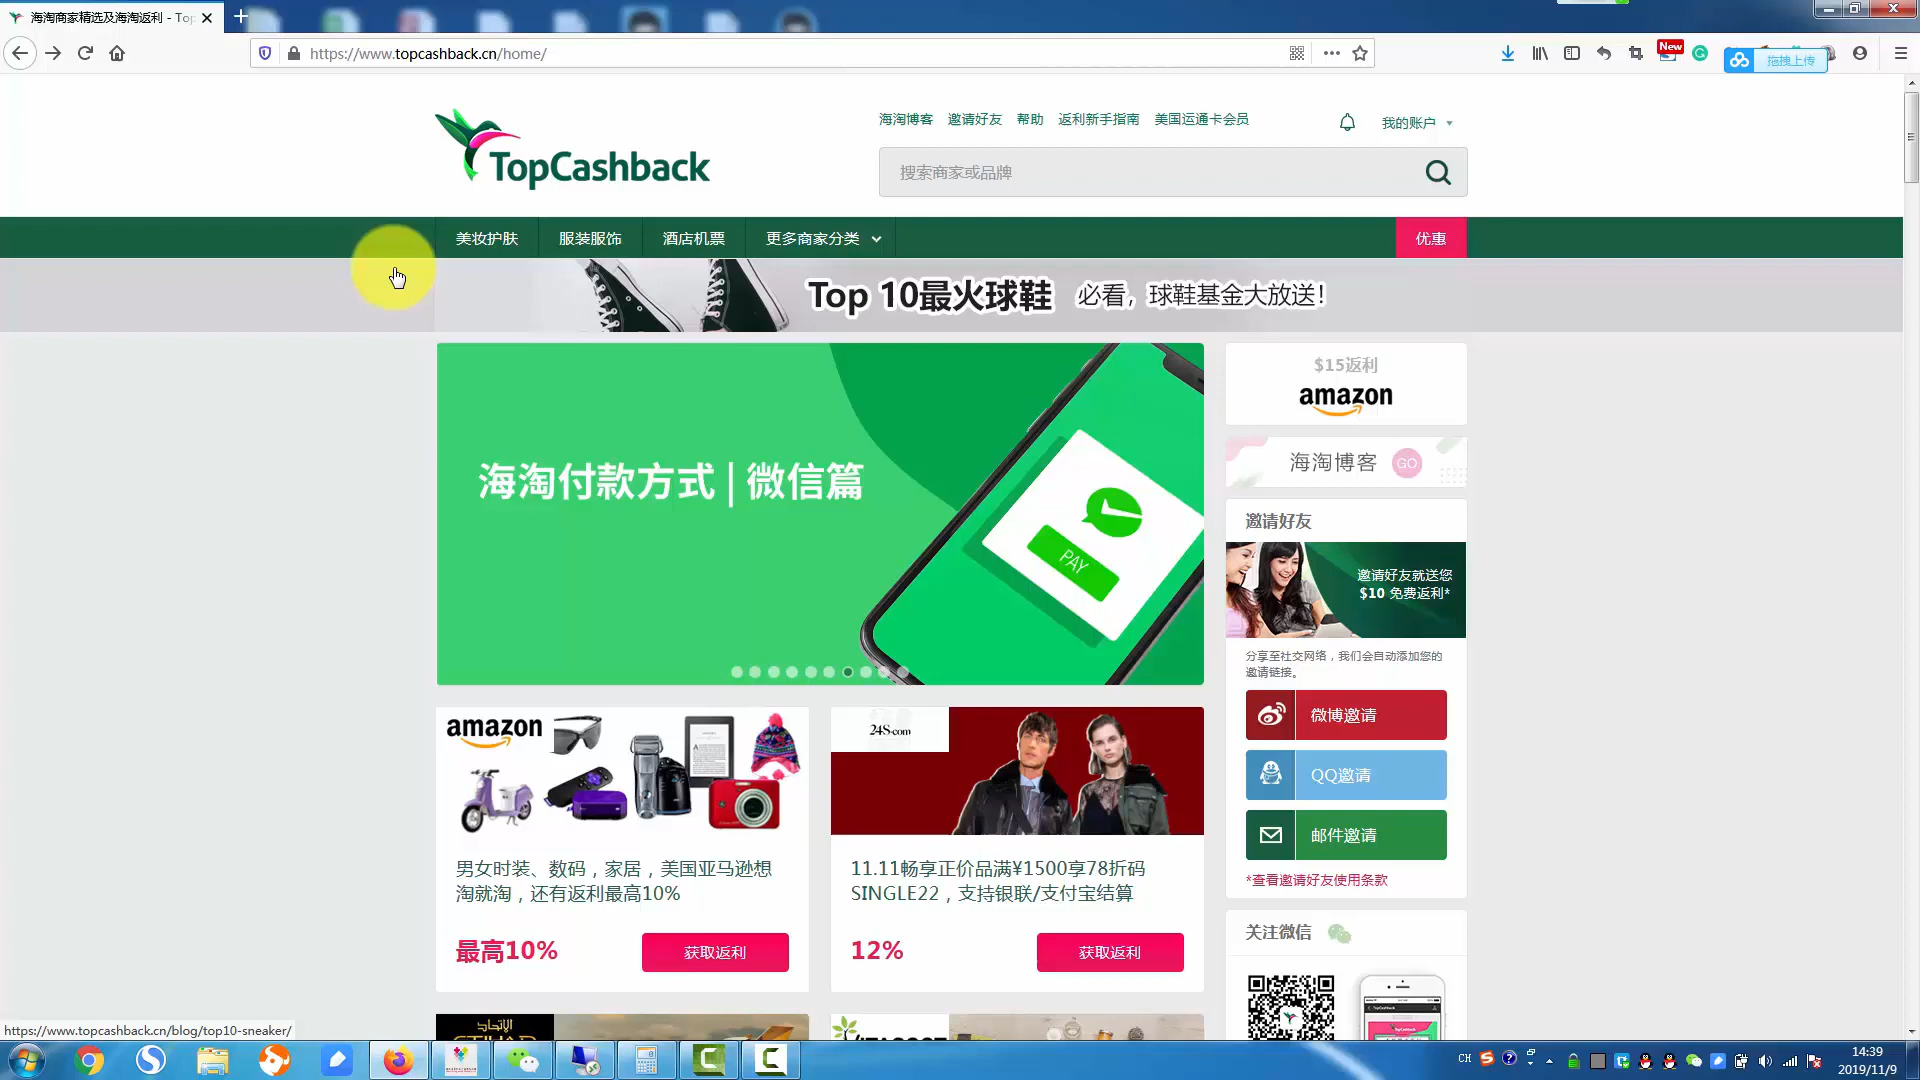 海淘商家精选及海淘返利 - Top
https://www.topcashback.cn/home/
New
拖拽上传
TopCashback
海淘博客 邀请好友 帮助 返利新手指南 美国运通卡会员
我的账户
搜索商家或品牌
美妆护肤 服装服饰 酒店机票 更多商家分类 优惠
Top 10最火球鞋 必看，球鞋基金大放送！
海淘付款方式 | 微信篇
PAY
$15返利
amazon
海淘博客 GO
邀请好友
邀请好友就送您
$10 免费返利*
分享至社交网络，我们会自动添加您的
邀请链接。
微博邀请
QQ邀请
邮件邀请
*查看邀请好友使用条款
关注微信
amazon
男女时装、数码，家居，美国亚马逊想
淘就淘，还有返利最高10%
最高10% 获取返利
24S.com
11.11畅享正价品满¥1500享78折码
SINGLE22，支持银联/支付宝结算
12% 获取返利
الإتحاد
https://www.topcashback.cn/blog/top10-sneaker/
CH
14:39
2019/11/9